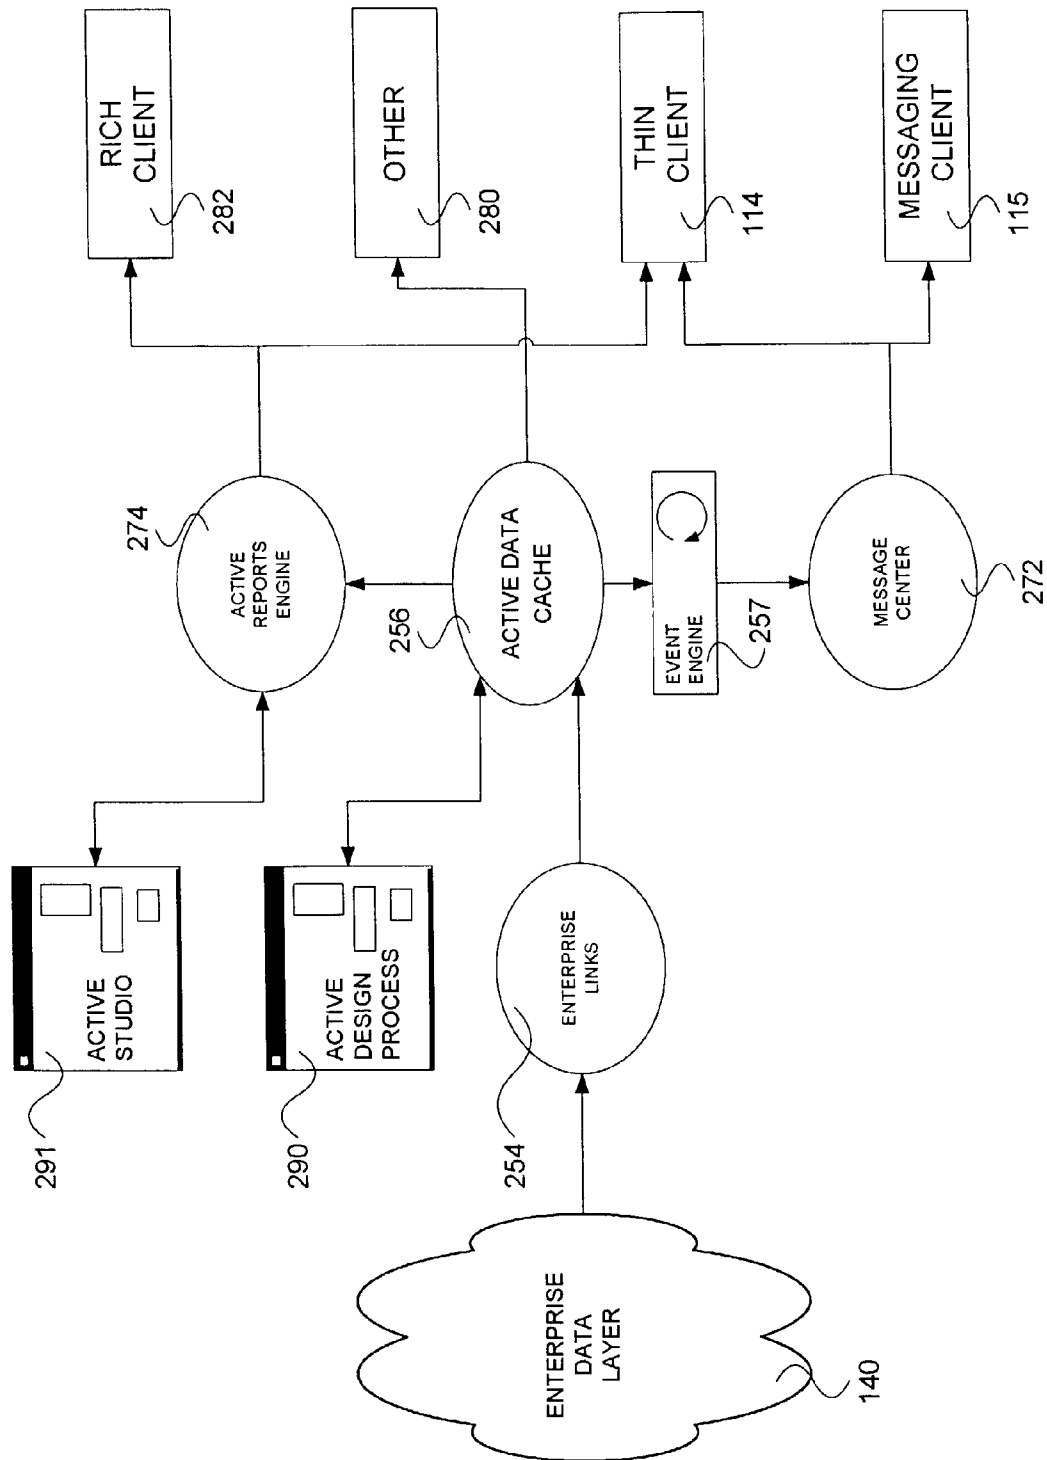 RICH
CLIENT
282
OTHER
280
THIN
CLIENT
114
MESSAGING
CLIENT
115
274
ACTIVE
REPORTS
ENGINE
256
ACTIVE DATA
CACHE
EVENT
ENGINE
257
MESSAGE
CENTER
272
ACTIVE
STUDIO
291
ACTIVE
DESIGN
PROCESS
290
254
ENTERPRISE
LINKS
ENTERPRISE
DATA
LAYER
140